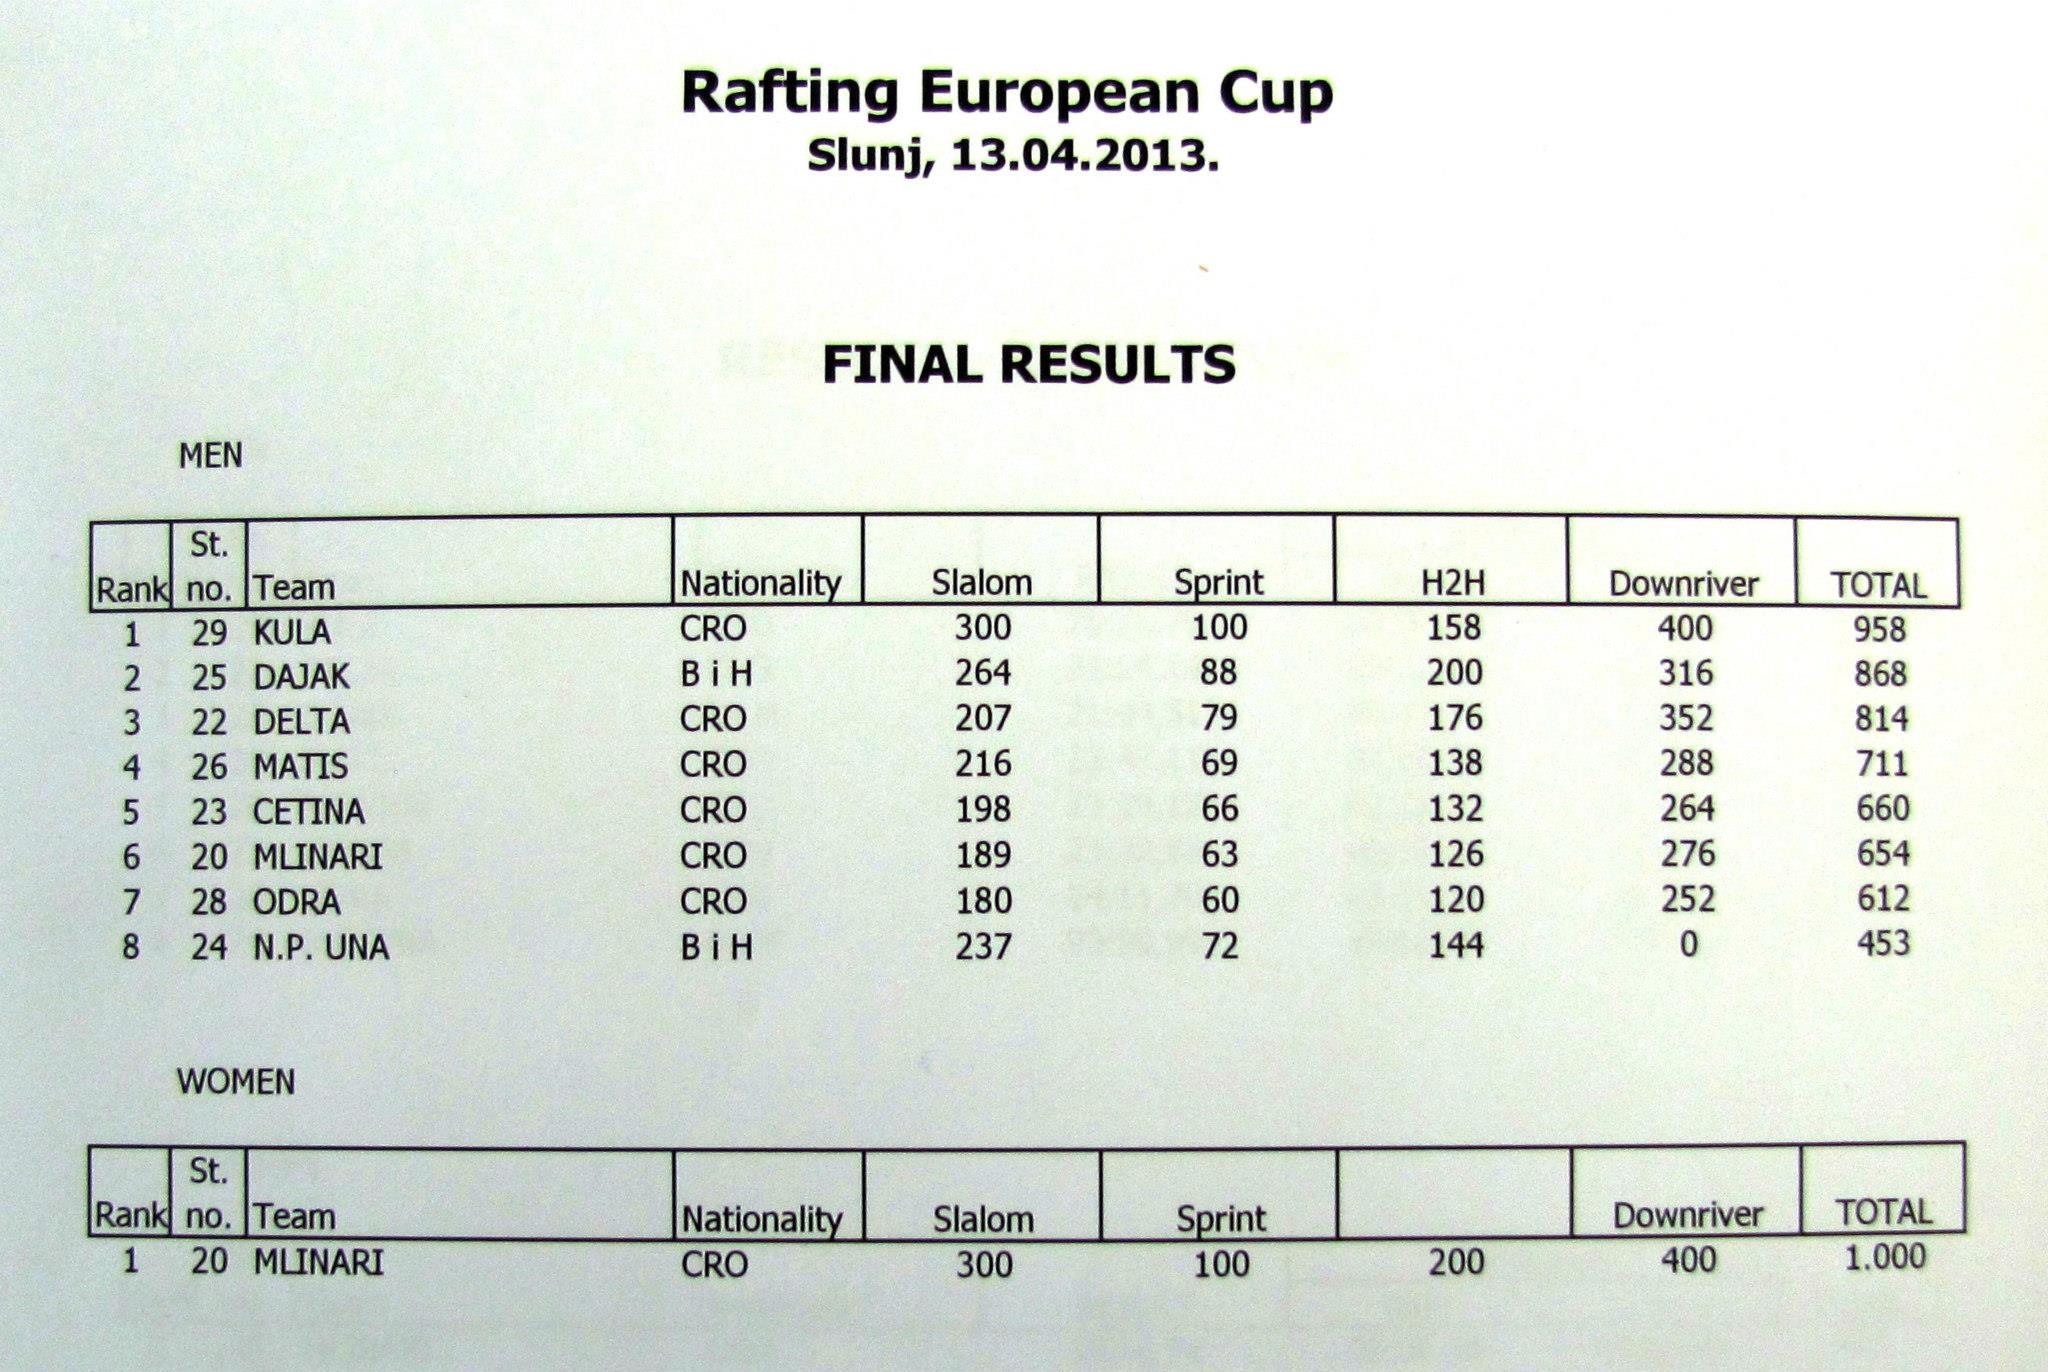 Rafting European Cup
Slunj, 13.04.2013.
FINAL RESULTS
MEN
Rank St. no. Team Nationality Slalom Sprint H2H Downriver TOTAL
1 29 KULA CRO 300 100 158 400 958
2 25 DAJAK B i H 264 88 200 316 868
3 22 DELTA CRO 207 79 176 352 814
4 26 MATIS CRO 216 69 138 288 711
5 23 CETINA CRO 198 66 132 264 660
6 20 MLINARI CRO 189 63 126 276 654
7 28 ODRA CRO 180 60 120 252 612
8 24 N.P. UNA B i H 237 72 144 0 453
WOMEN
Rank St. no. Team Nationality Slalom Sprint Downriver TOTAL
1 20 MLINARI CRO 300 100 200 400 1.000